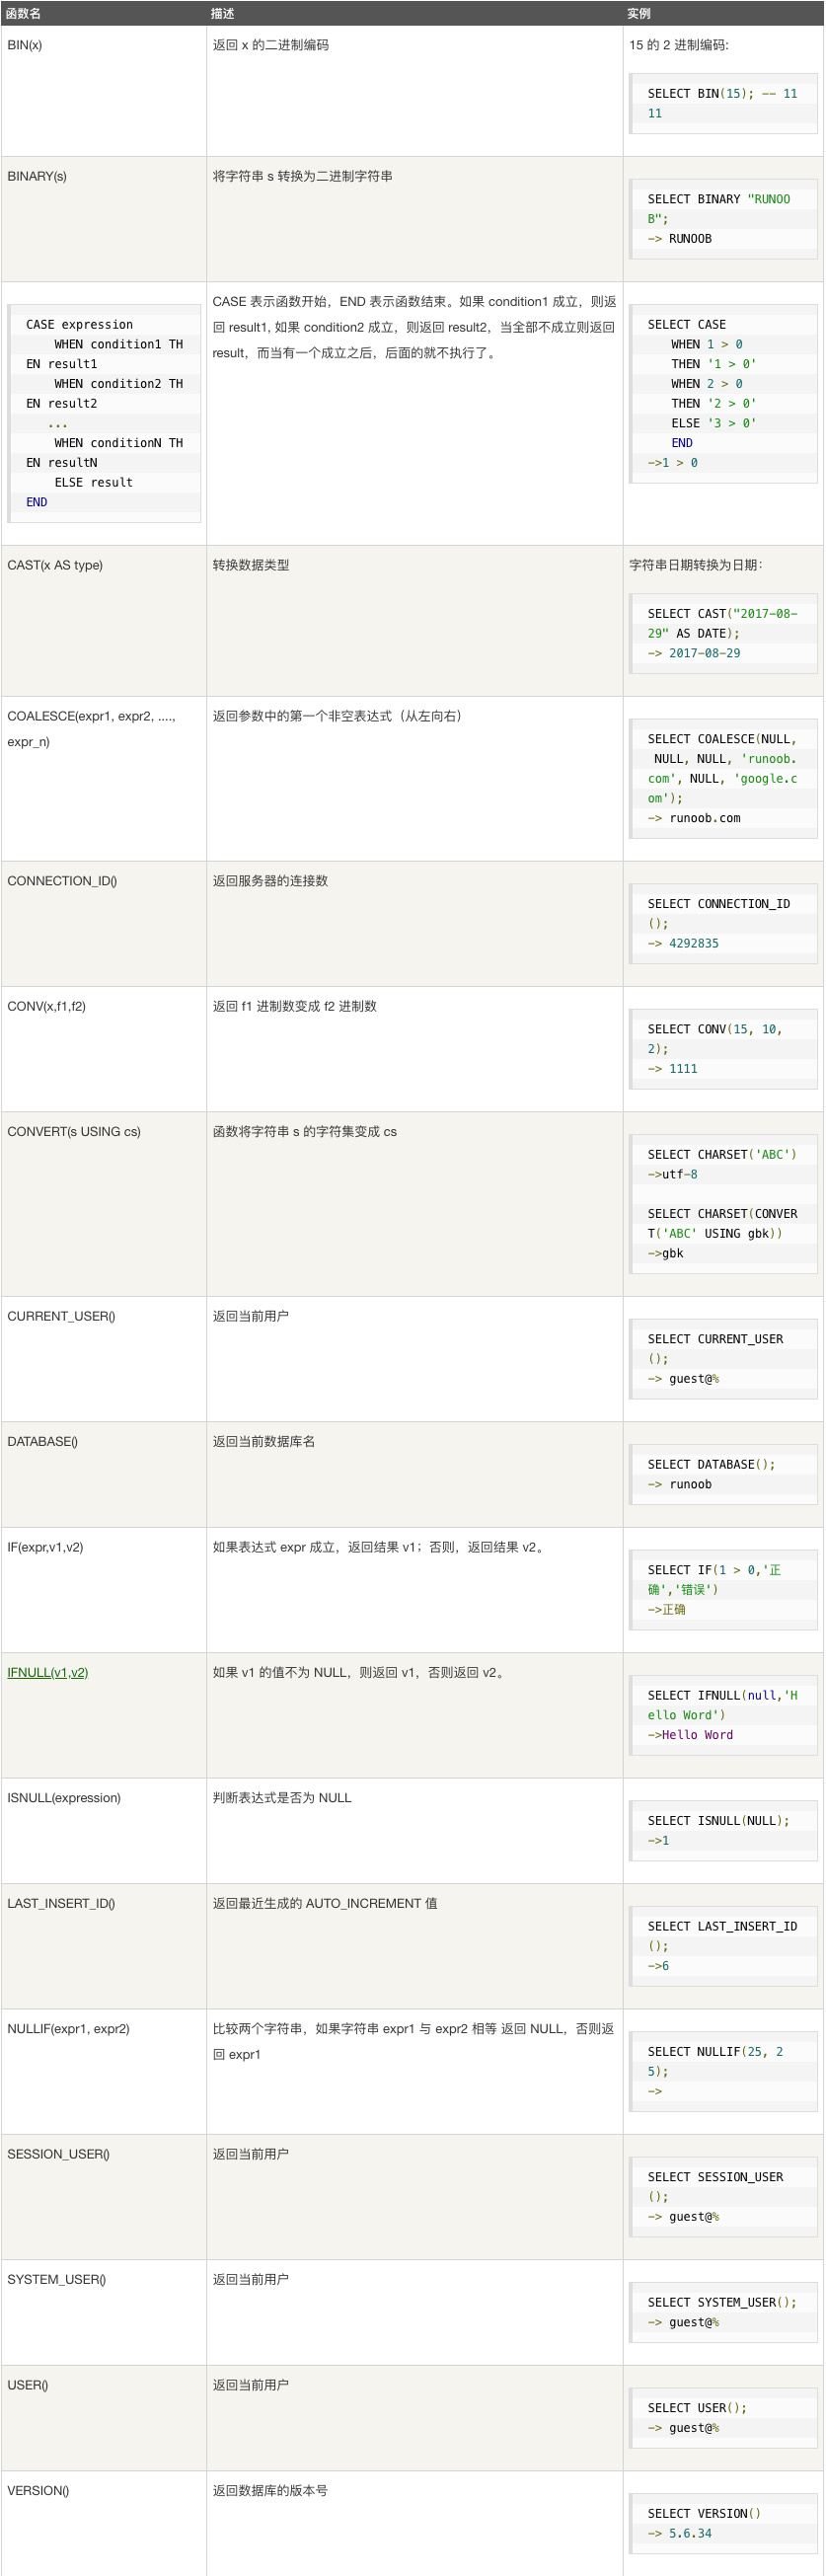 函数名 描述 实例
BIN(x) 返回 x 的二进制编码 15 的 2 进制编码:
SELECT BIN(15); -- 11
11
BINARY(s) 将字符串 s 转换为二进制字符串
SELECT BINARY "RUNOO
B";
-> RUNOOB
CASE expression
WHEN condition1 TH
EN result1
WHEN condition2 TH
EN result2
...
WHEN conditionN TH
EN resultN
ELSE result
END
CASE 表示函数开始，END 表示函数结束。如果 condition1 成立，则返
回 result1, 如果 condition2 成立，则返回 result2，当全部不成立则返回
result，而当有一个成立之后，后面的就不执行了。
SELECT CASE
WHEN 1 > 0
THEN '1 > 0'
WHEN 2 > 0
THEN '2 > 0'
ELSE '3 > 0'
END
->1 > 0
CAST(x AS type) 转换数据类型 字符串日期转换为日期：
SELECT CAST("2017-08-
29" AS DATE);
-> 2017-08-29
COALESCE(expr1, expr2, ....,
expr_n)
返回参数中的第一个非空表达式（从左向右）
SELECT COALESCE(NULL,
NULL, NULL, 'runoob.
com', NULL, 'google.c
om');
-> runoob.com
CONNECTION_ID() 返回服务器的连接数
SELECT CONNECTION_ID
();
-> 4292835
CONV(x,f1,f2) 返回 f1 进制数变成 f2 进制数
SELECT CONV(15, 10,
2);
-> 1111
CONVERT(s USING cs) 函数将字符串 s 的字符集变成 cs
SELECT CHARSET('ABC')
->utf-8
SELECT CHARSET(CONVER
T('ABC' USING gbk))
->gbk
CURRENT_USER() 返回当前用户
SELECT CURRENT_USER
();
-> guest@%
DATABASE() 返回当前数据库名
SELECT DATABASE();
-> runoob
IF(expr,v1,v2) 如果表达式 expr 成立，返回结果 v1；否则，返回结果 v2。
SELECT IF(1 > 0,'正
确','错误')
->正确
IFNULL(v1,v2) 如果 v1 的值不为 NULL，则返回 v1，否则返回 v2。
SELECT IFNULL(null,'H
ello Word')
->Hello Word
ISNULL(expression) 判断表达式是否为 NULL
SELECT ISNULL(NULL);
->1
LAST_INSERT_ID() 返回最近生成的 AUTO_INCREMENT 值
SELECT LAST_INSERT_ID
();
->6
NULLIF(expr1, expr2) 比较两个字符串，如果字符串 expr1 与 expr2 相等 返回 NULL，否则返
回 expr1
SELECT NULLIF(25, 2
5);
->
SESSION_USER() 返回当前用户
SELECT SESSION_USER
();
-> guest@%
SYSTEM_USER() 返回当前用户
SELECT SYSTEM_USER();
-> guest@%
USER() 返回当前用户
SELECT USER();
-> guest@%
VERSION() 返回数据库的版本号
SELECT VERSION()
-> 5.6.34